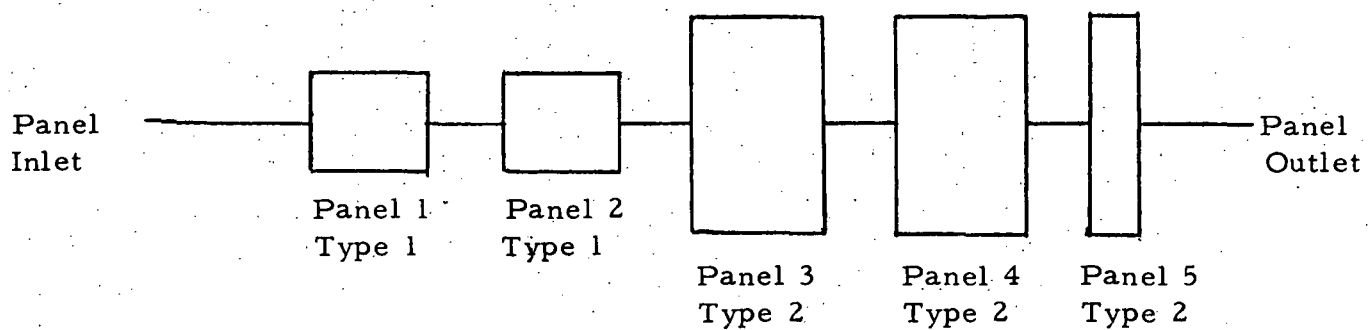 Panel
Inlet
Panel 1
Type 1
Panel 2
Type 1
Panel 3
Type 2
Panel 4
Type 2
Panel 5
Type 2
Panel
Outlet